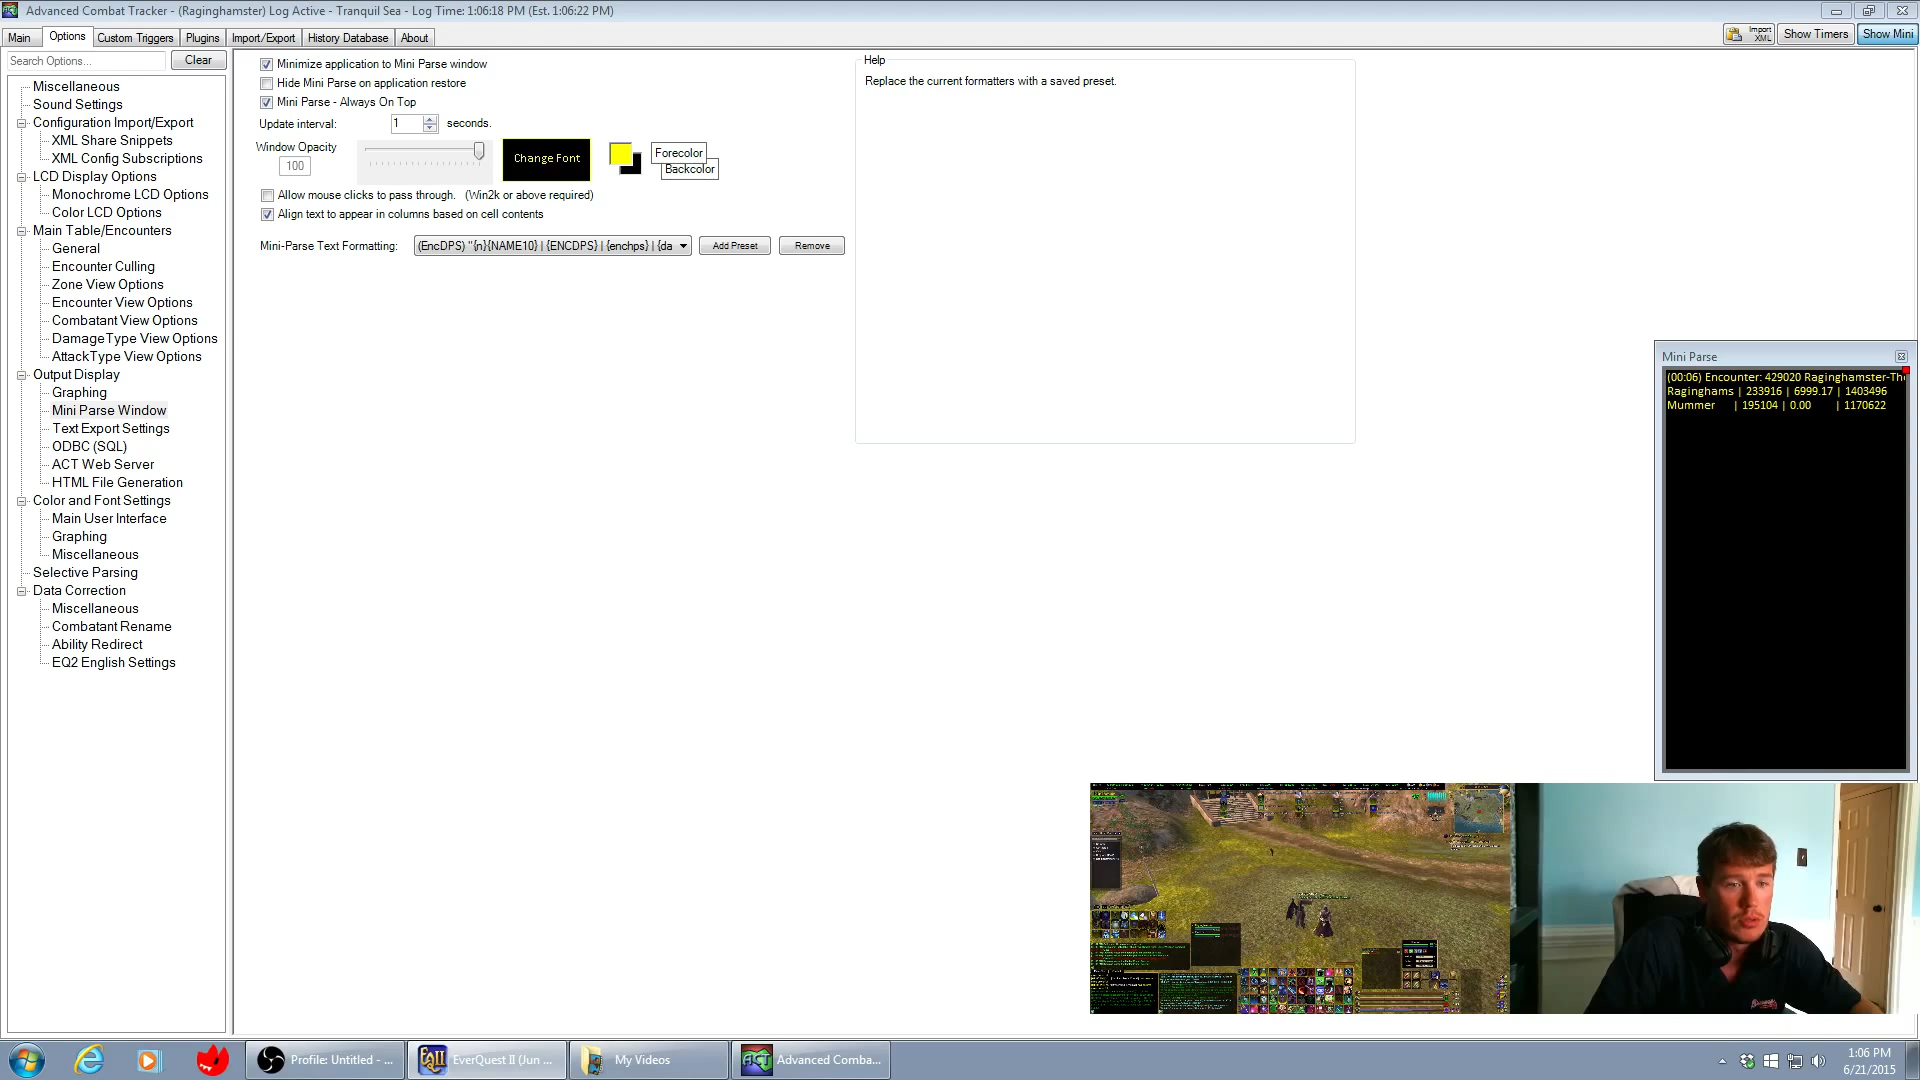 Advanced Combat Tracker - (Raginghamster) Log Active - Tranquil Sea - Log Time: 1:06:18 PM (Est. 1:06:22 PM)
Main
Options
Custom Triggers
Plugins
Import/Export
History Database
About
Import XML
Show Timers
Show Mini
Search Options...
Clear
Miscellaneous
Sound Settings
Configuration Import/Export
XML Share Snippets
XML Config Subscriptions
LCD Display Options
Monochrome LCD Options
Color LCD Options
Main Table/Encounters
General
Encounter Culling
Zone View Options
Encounter View Options
Combatant View Options
DamageType View Options
AttackType View Options
Output Display
Graphing
Mini Parse Window
Text Export Settings
ODBC (SQL)
ACT Web Server
HTML File Generation
Color and Font Settings
Main User Interface
Graphing
Miscellaneous
Selective Parsing
Data Correction
Miscellaneous
Combatant Rename
Ability Redirect
EQ2 English Settings
Minimize application to Mini Parse window
Hide Mini Parse on application restore
Mini Parse - Always On Top
Update interval: 1 seconds.
Window Opacity
100
Change Font
Forecolor
Backcolor
Allow mouse clicks to pass through. (Win2k or above required)
Align text to appear in columns based on cell contents
Mini-Parse Text Formatting: (EncDPS) "{n}{NAME10} | {ENCDPS} | {enchps} | {da
Add Preset
Remove
Help
Replace the current formatters with a saved preset.
Mini Parse
(00:06) Encounter: 429020 Raginghamster-Th
Raginghams | 233916 | 6999.17 | 1403496
Mummer | 195104 | 0.00 | 1170622
Profile: Untitled - ...
EverQuest II (Jun ...
My Videos
ACT
Advanced Comba...
1:06 PM
6/21/2015